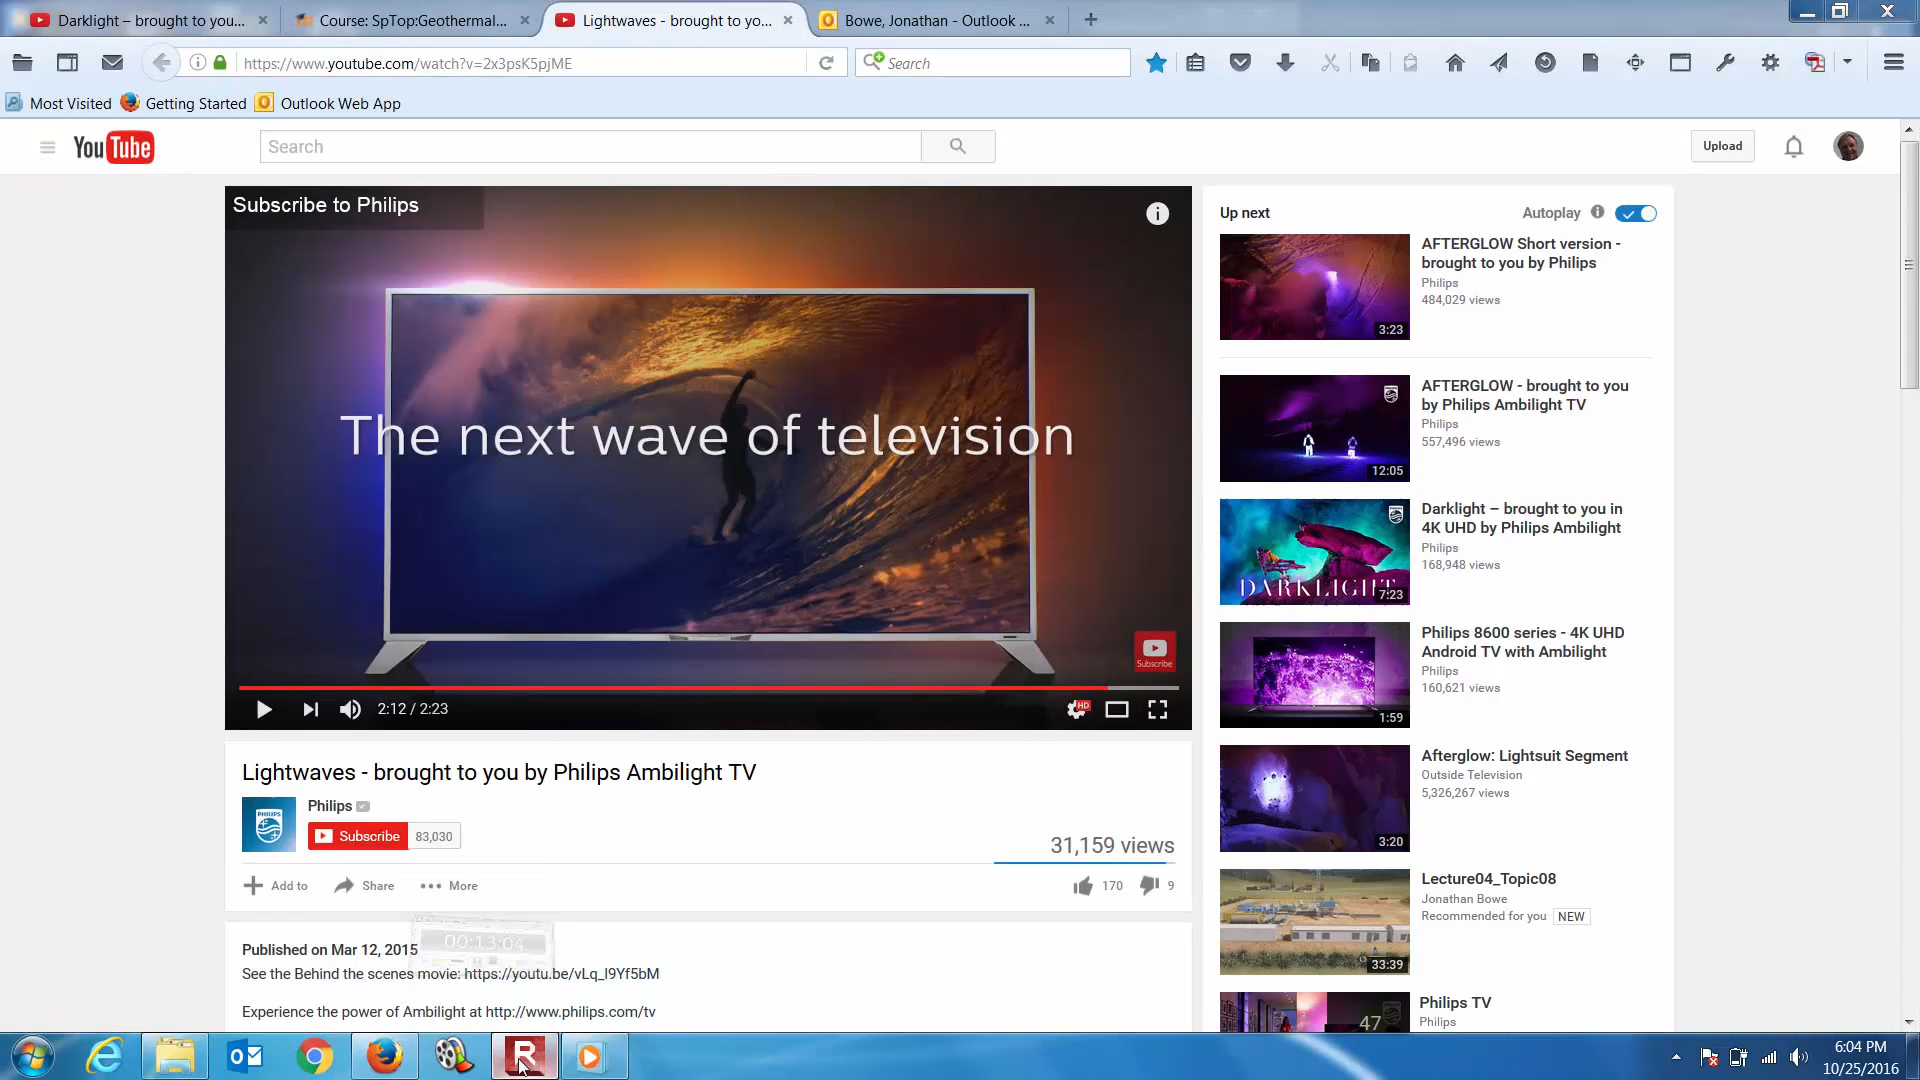 Darklight – brought to you...
Course: SpTop:Geothermal...
Lightwaves - brought to yo...
Bowe, Jonathan - Outlook ...
https://www.youtube.com/watch?v=2x3psK5pjME
Search
Most Visited
Getting Started
Outlook Web App
YouTube
Search
Upload
Subscribe to Philips
The next wave of television
Subscribe
2:12 / 2:23
HD
Lightwaves - brought to you by Philips Ambilight TV
PHILIPS
Philips
Subscribe
83,030
31,159 views
Add to
Share
More
170
9
Published on Mar 12, 2015
00:13:04
See the Behind the scenes movie: https://youtu.be/vLq_I9Yf5bM
Experience the power of Ambilight at http://www.philips.com/tv
Up next
Autoplay
3:23
AFTERGLOW Short version -
brought to you by Philips
Philips
484,029 views
12:05
AFTERGLOW - brought to you
by Philips Ambilight TV
Philips
557,496 views
DARKLIGHT
7:23
Darklight – brought to you in
4K UHD by Philips Ambilight
Philips
168,948 views
1:59
Philips 8600 series - 4K UHD
Android TV with Ambilight
Philips
160,621 views
3:20
Afterglow: Lightsuit Segment
Outside Television
5,326,267 views
33:39
Lecture04_Topic08
Jonathan Bowe
Recommended for you
NEW
47
Philips TV
Philips
R
6:04 PM
10/25/2016